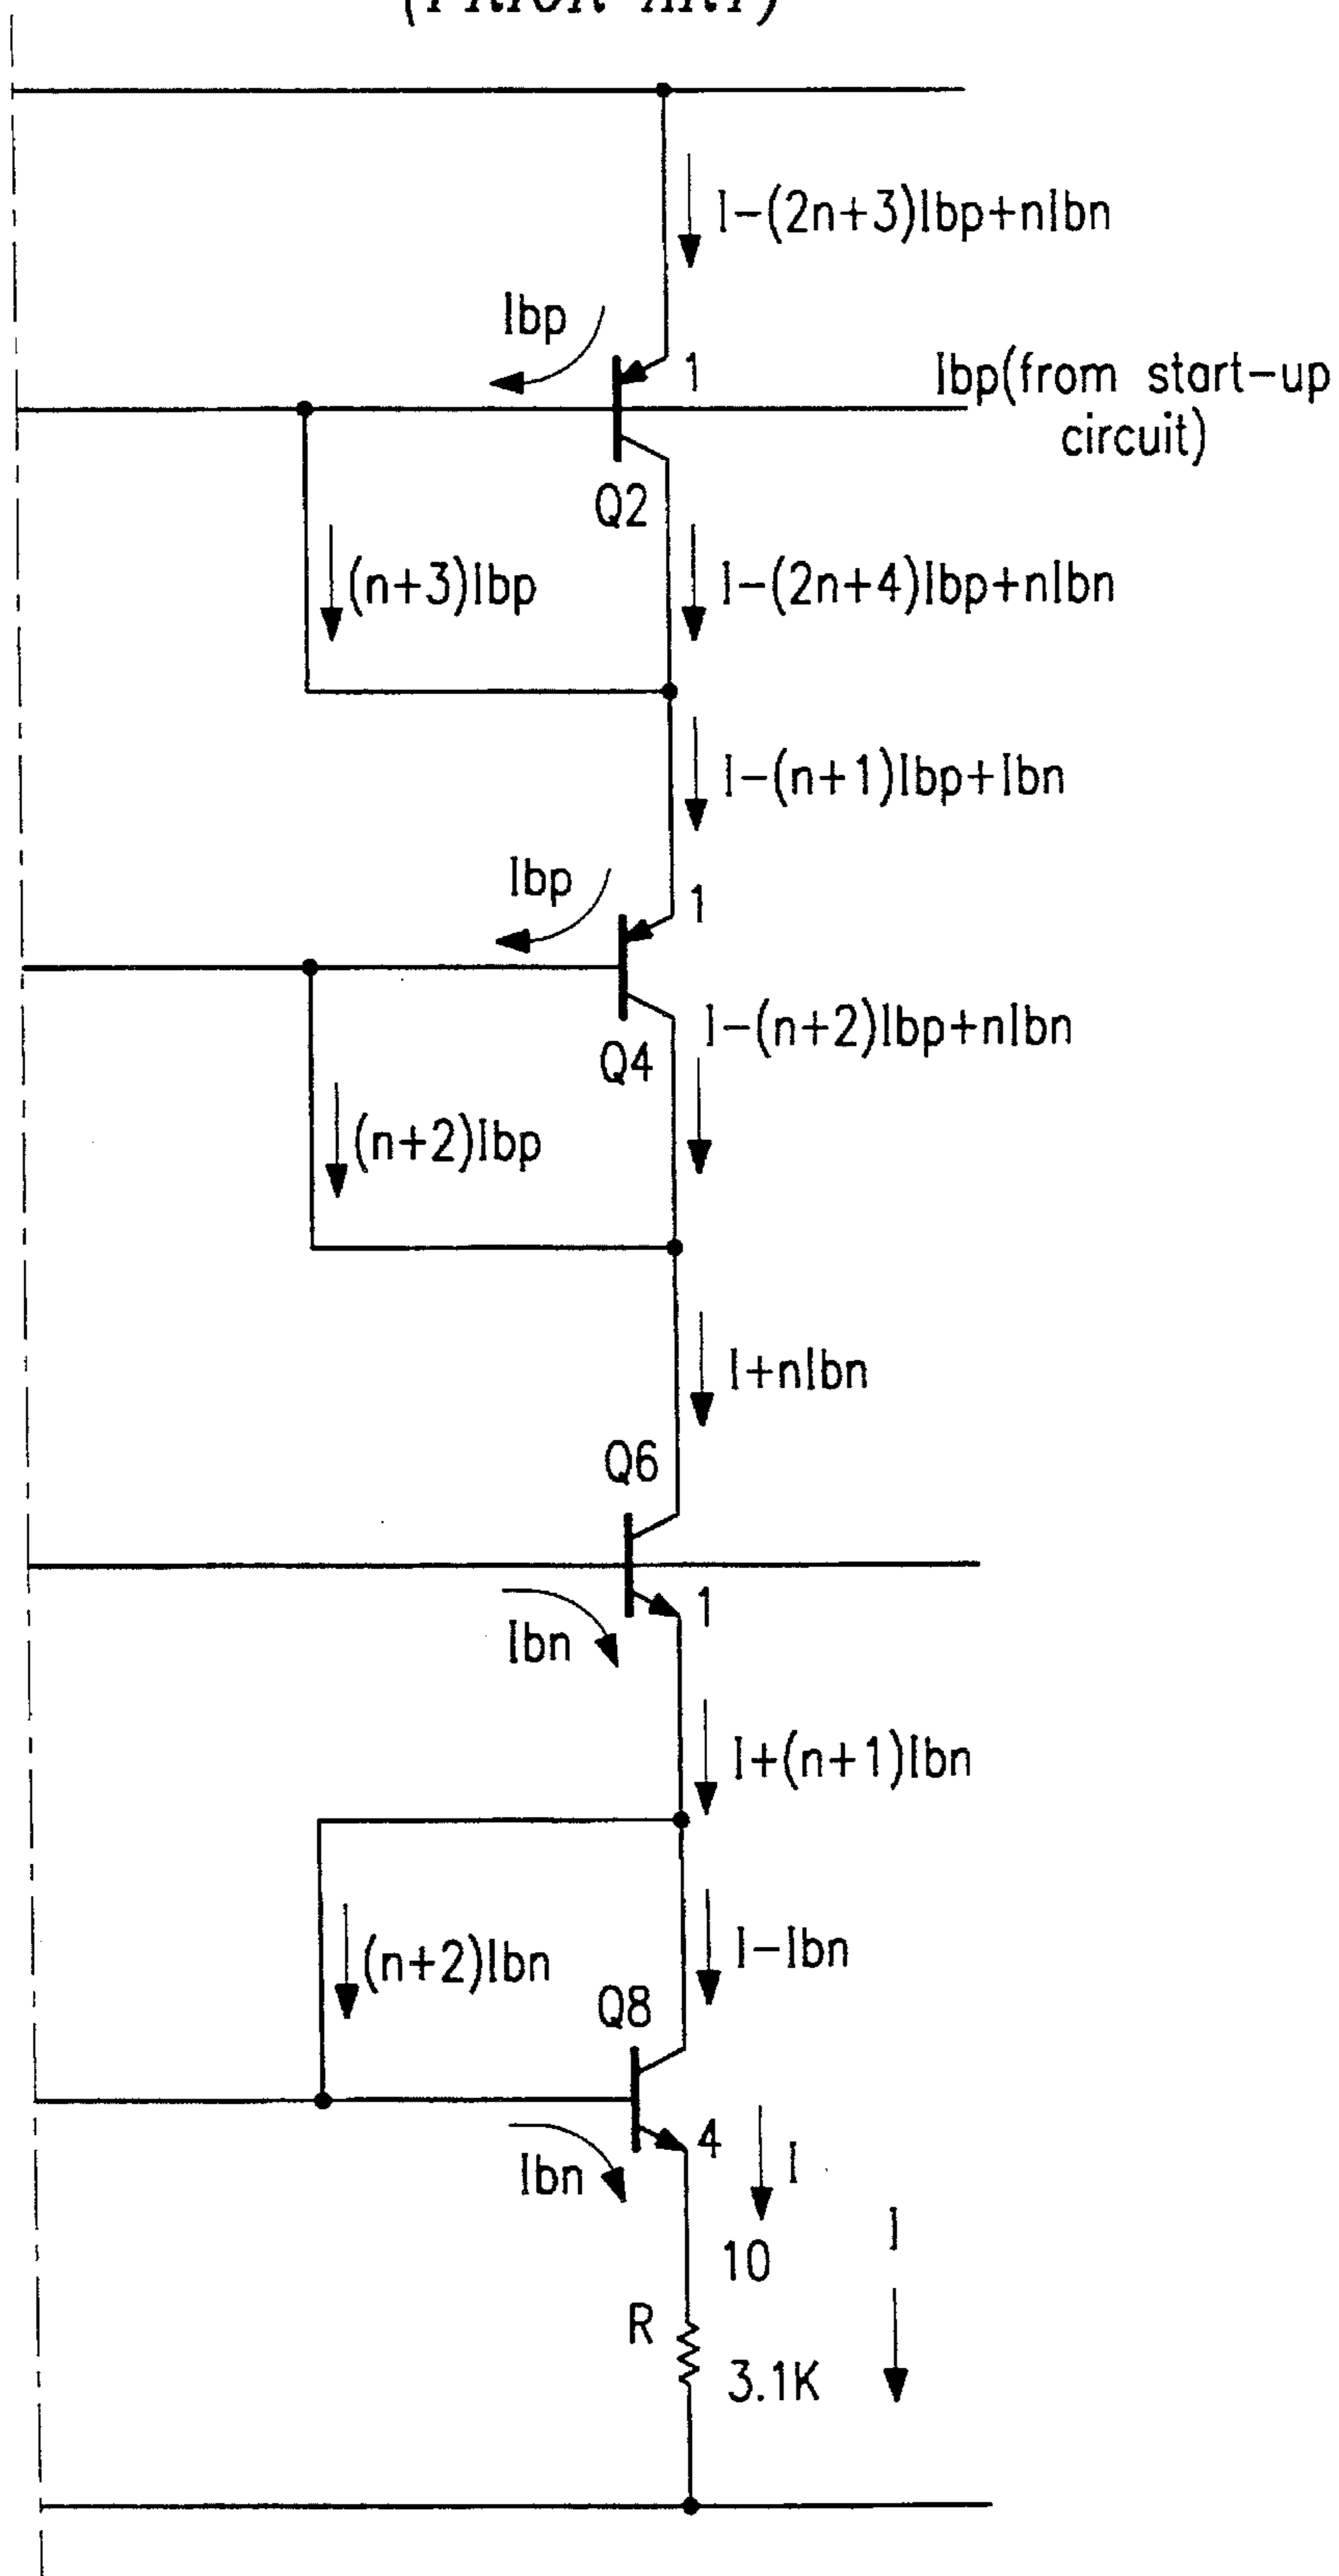 (PRIOR ART)
I-(2n+3)Ibp+nIbn
Ibp
1
Ibp(from start-up
circuit)
Q2
(n+3)Ibp
I-(2n+4)Ibp+nIbn
I-(n+1)Ibp+Ibn
Ibp
1
I-(n+2)Ibp+nIbn
Q4
(n+2)Ibp
I+nIbn
Q6
1
Ibn
I+(n+1)Ibn
(n+2)Ibn
I-Ibn
Q8
4
I
Ibn
I
10
R
3.1K